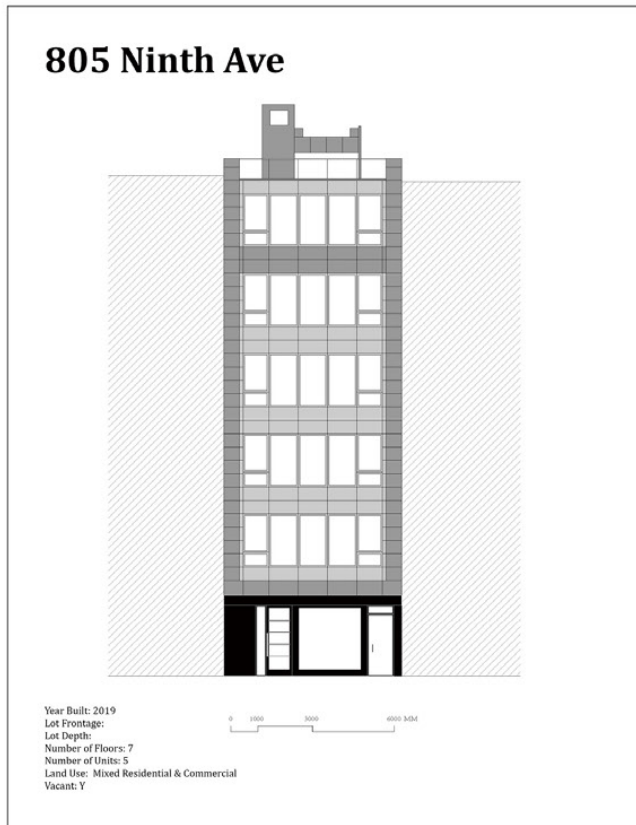 805 Ninth Ave
Year Built: 2019
Lot Frontage:
Lot Depth:
Number of Floors: 7
Number of Units: 5
Land Use: Mixed Residential & Commercial
Vacant: Y
0 1000 3000 6000 MM